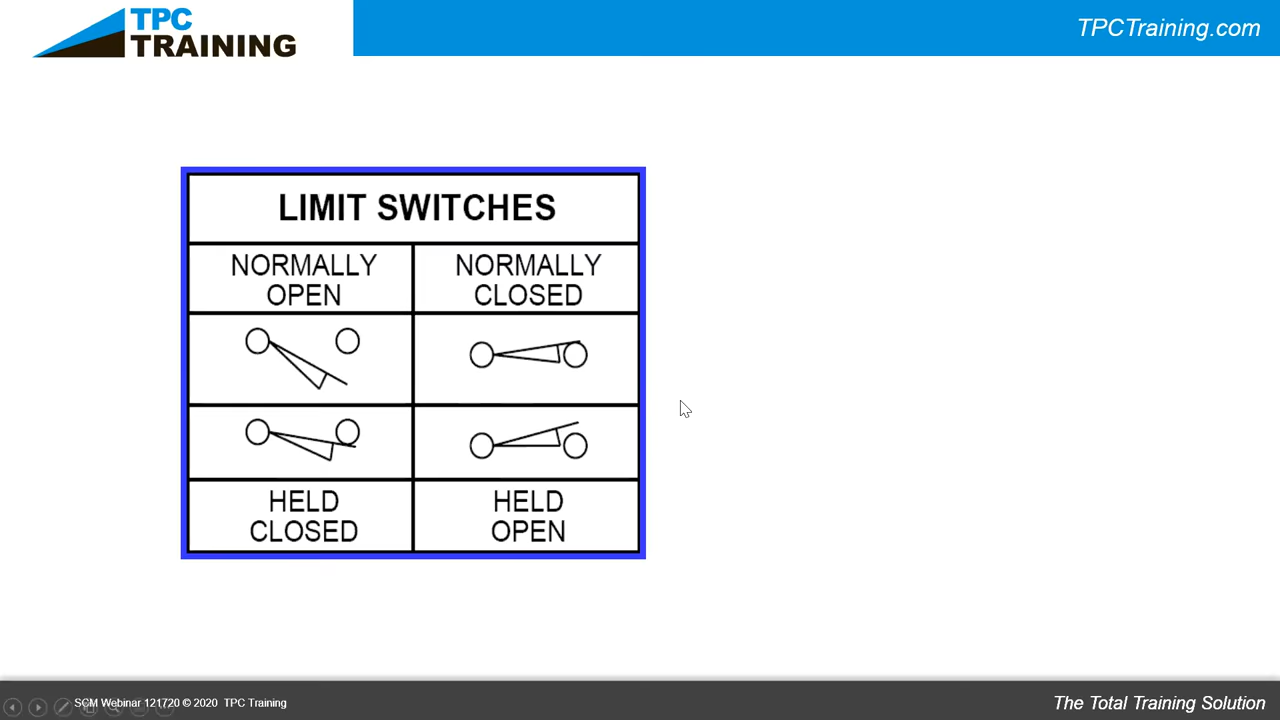 TPC
TRAINING
TPCTraining.com
LIMIT SWITCHES
NORMALLY
OPEN
NORMALLY
CLOSED
HELD
CLOSED
HELD
OPEN
SCM Webinar 121720 © 2020 TPC Training
The Total Training Solution